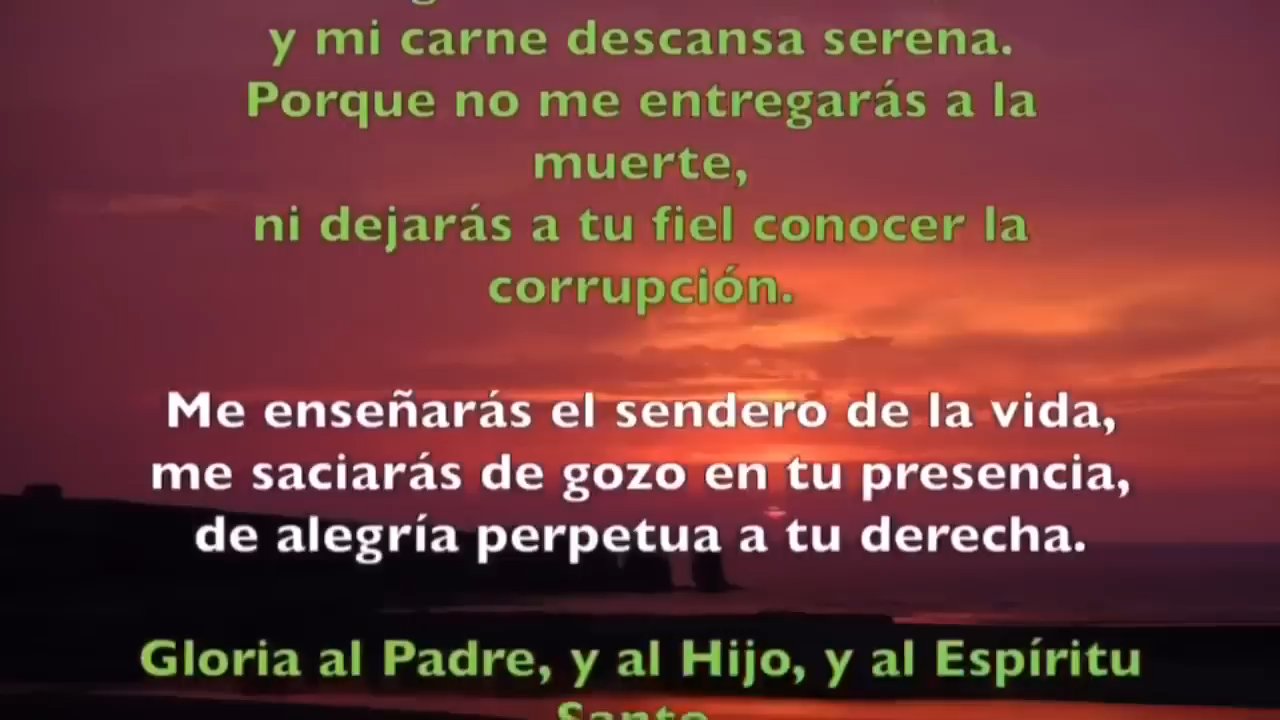 y mi carne descansa serena.
Porque no me entregarás a la
muerte,
ni dejarás a tu fiel conocer la
corrupción.
Me enseñarás el sendero de la vida,
me saciarás de gozo en tu presencia,
de alegría perpetua a tu derecha.
Gloria al Padre, y al Hijo, y al Espíritu
Santo.